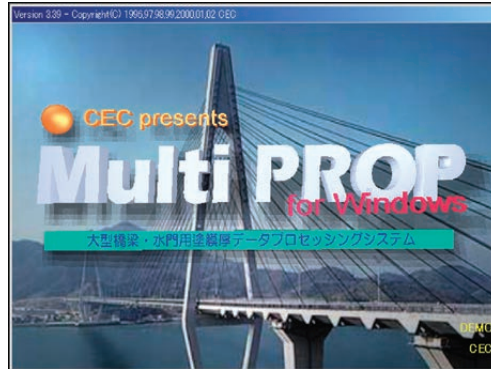 Version 3.39 - Copyright(C) 1996,97,98,99,2000,01,02 CEC
CEC presents
Multi PROP
for Windows
大型橋梁・水門用塗膜厚データプロセッシングシステム
DEMO
CEC